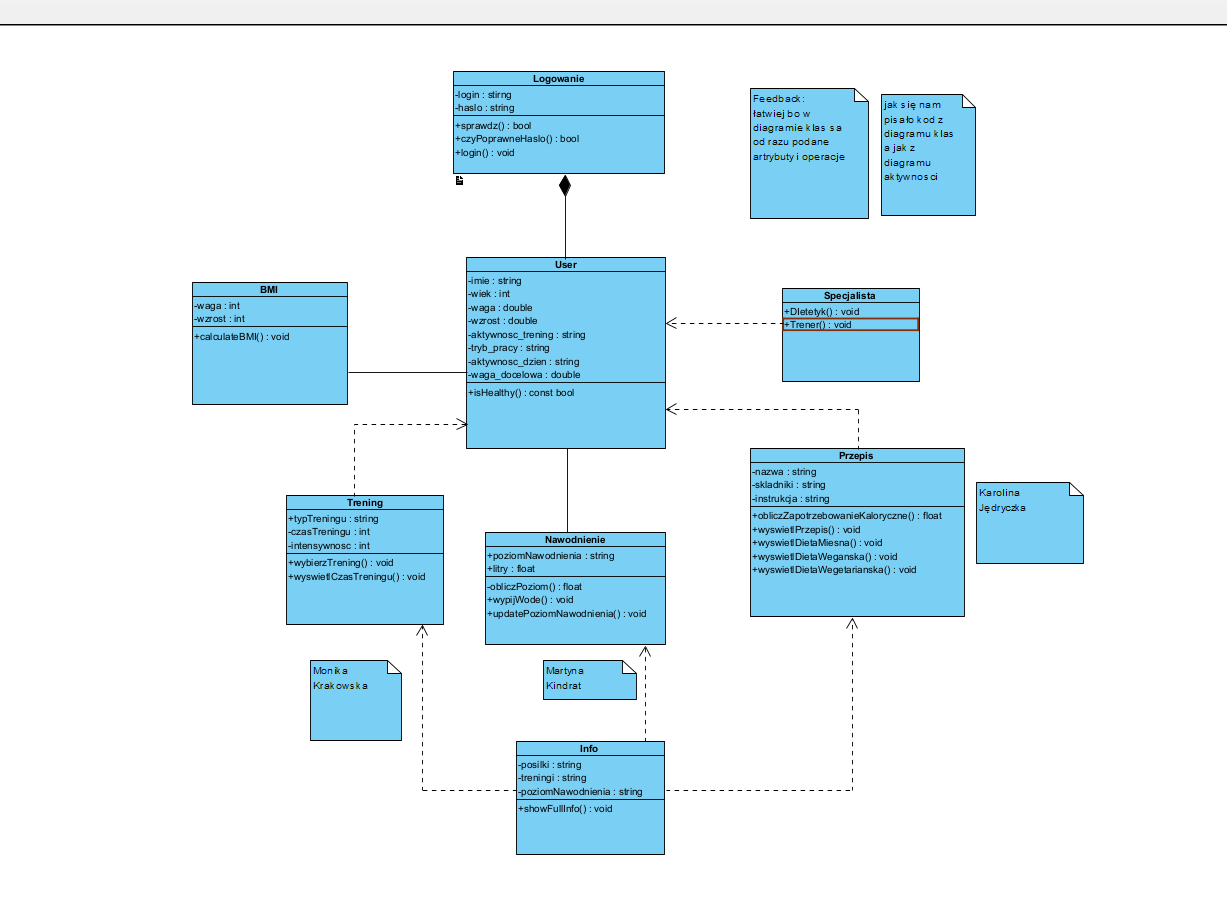 Logowanie
-login : stirng
-haslo : string
+sprawdz() : bool
+czyPoprawneHaslo() : bool
+login() : void
Feedback:
łatwiej bo w
diagramie klas sa
od razu podane
artrybuty i operacje
jak się nam
pisało kod z
diagramu klas
a jak z
diagramu
aktywnosci
User
-imie : string
-wiek : int
-waga : double
-wzrost : double
-aktywnosc_trening : string
-tryb_pracy : string
-aktywnosc_dzien : string
-waga_docelowa : double
+isHealthy() : const bool
BMI
-waga : int
-wzrost : int
+calculateBMI() : void
Specjalista
+DIetetyk() : void
+Trener() : void
Trening
+typTreningu : string
-czasTreningu : int
-intensywnosc : int
+wybierzTrening() : void
+wyswietlCzasTreningu() : void
Nawodnienie
+poziomNawodnienia : string
+litry : float
-obliczPoziom() : float
+wypijWode() : void
+updatePoziomNawodnienia() : void
Przepis
-nazwa : string
-skladniki : string
-instrukcja : string
+obliczZapotrzebowanieKaloryczne() : float
+wyswietlPrzepis() : void
+wyswietlDietaMiesna() : void
+wyswietlDietaWeganska() : void
+wyswietlDietaWegetarianska() : void
Karolina
Jędryczka
Monika
Krakowska
Martyna
Kindrat
Info
-posilki : string
-treningi : string
-poziomNawodnienia : string
+showFullInfo() : void